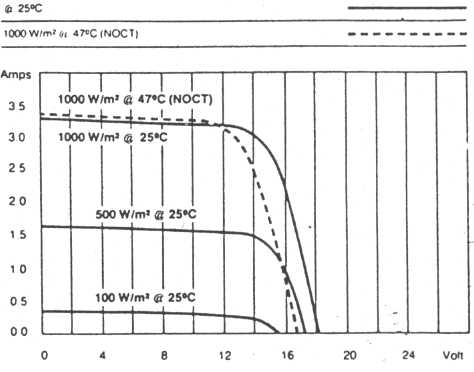 @ 25ºC
1000 W/m² @ 47ºC (NOCT)
Amps
3 5
3.0
2 5
2 0
1 5
1 0
0 5
0 0
1000 W/m² @ 47ºC (NOCT)
1000 W/m² @ 25ºC
500 W/m² @ 25ºC
100 W/m² @ 25ºC
0 4 8 12 16 20 24 Volt